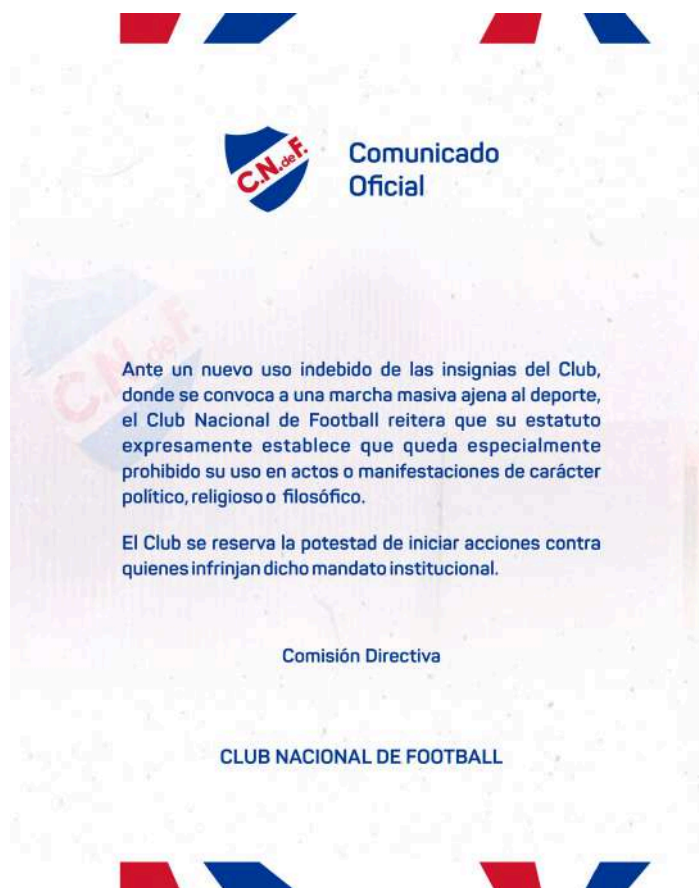 C.N.deF.
Comunicado
Oficial
C.N.deF.
Ante un nuevo uso indebido de las insignias del Club,
donde se convoca a una marcha masiva ajena al deporte,
el Club Nacional de Football reitera que su estatuto
expresamente establece que queda especialmente
prohibido su uso en actos o manifestaciones de carácter
político, religioso o filosófico.
El Club se reserva la potestad de iniciar acciones contra
quienes infrinjan dicho mandato institucional.
Comisión Directiva
CLUB NACIONAL DE FOOTBALL